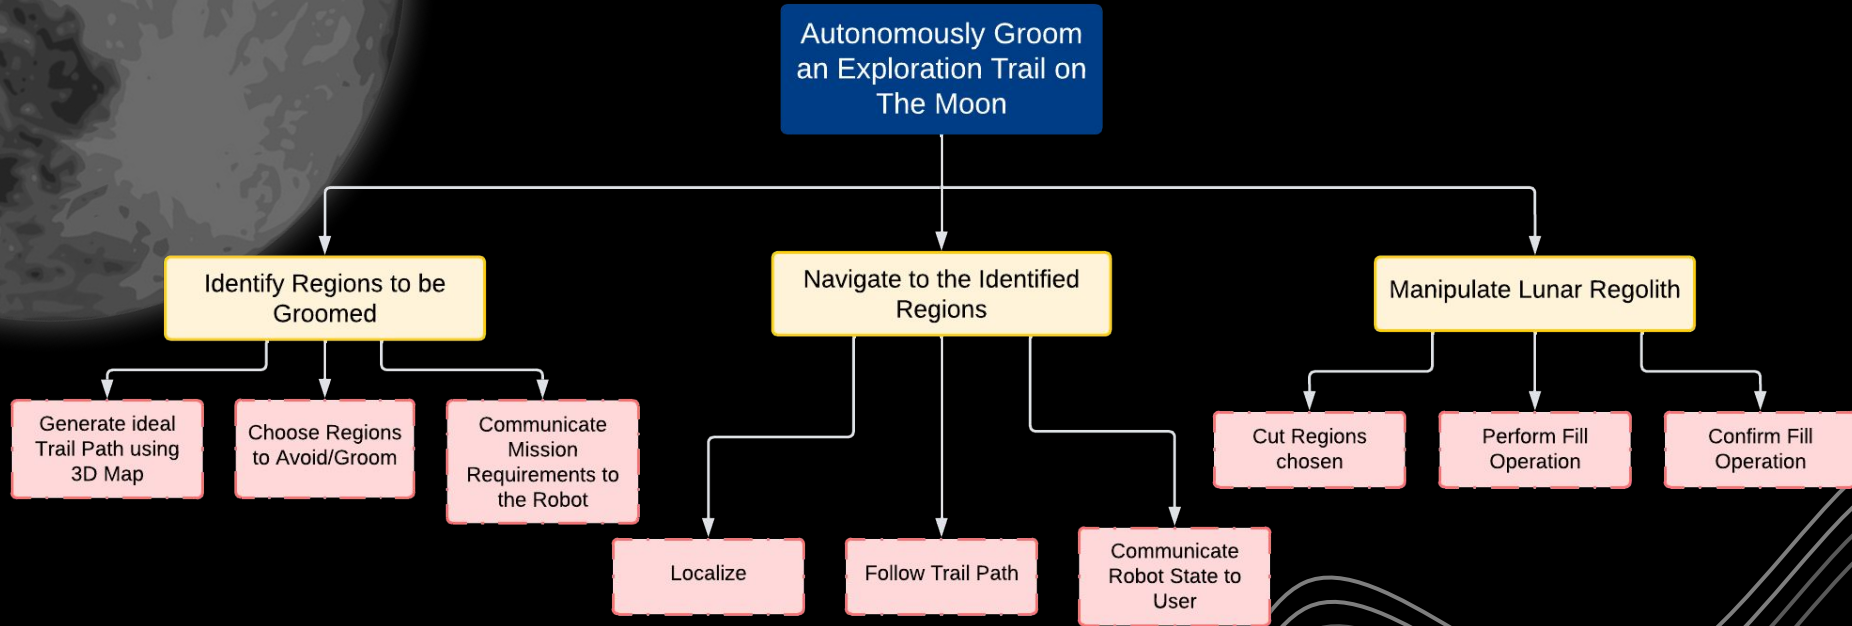 Autonomously Groom
an Exploration Trail on
The Moon
Identify Regions to be
Groomed
Navigate to the Identified
Regions
Manipulate Lunar Regolith
Generate ideal
Trail Path using
3D Map
Choose Regions
to Avoid/Groom
Communicate
Mission
Requirements to
the Robot
Localize
Follow Trail Path
Communicate
Robot State to
User
Cut Regions
chosen
Perform Fill
Operation
Confirm Fill
Operation